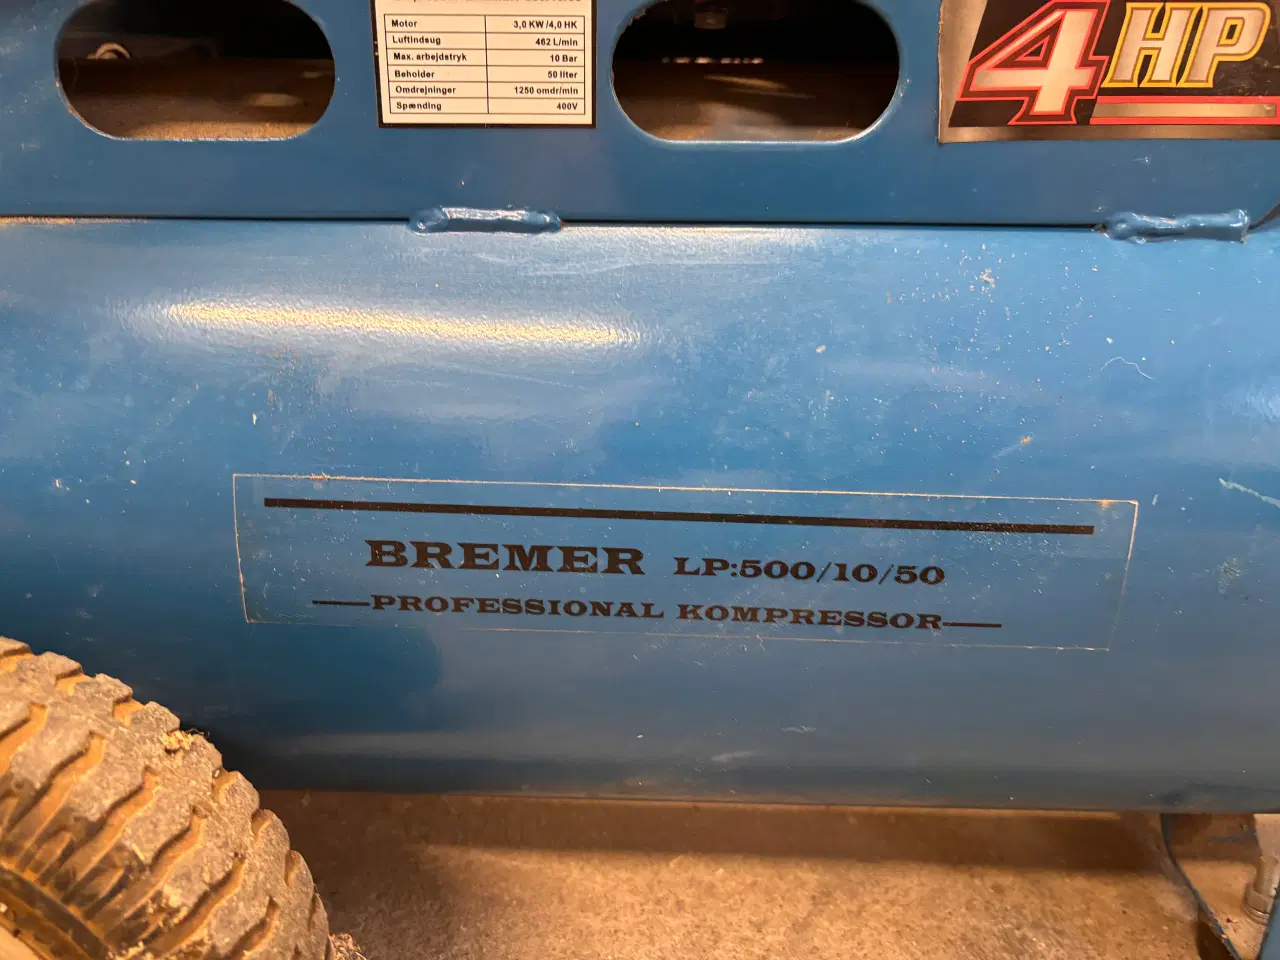 Motor 3,0 KW/4,0 HK
Luftindsug 462 L/min
Max. arbejdstryk 10 Bar
Beholder 50 liter
Omdrejninger 1250 omdr/min
Spænding 400V
4HP
BREMER LP:500/10/50
PROFESSIONAL KOMPRESSOR